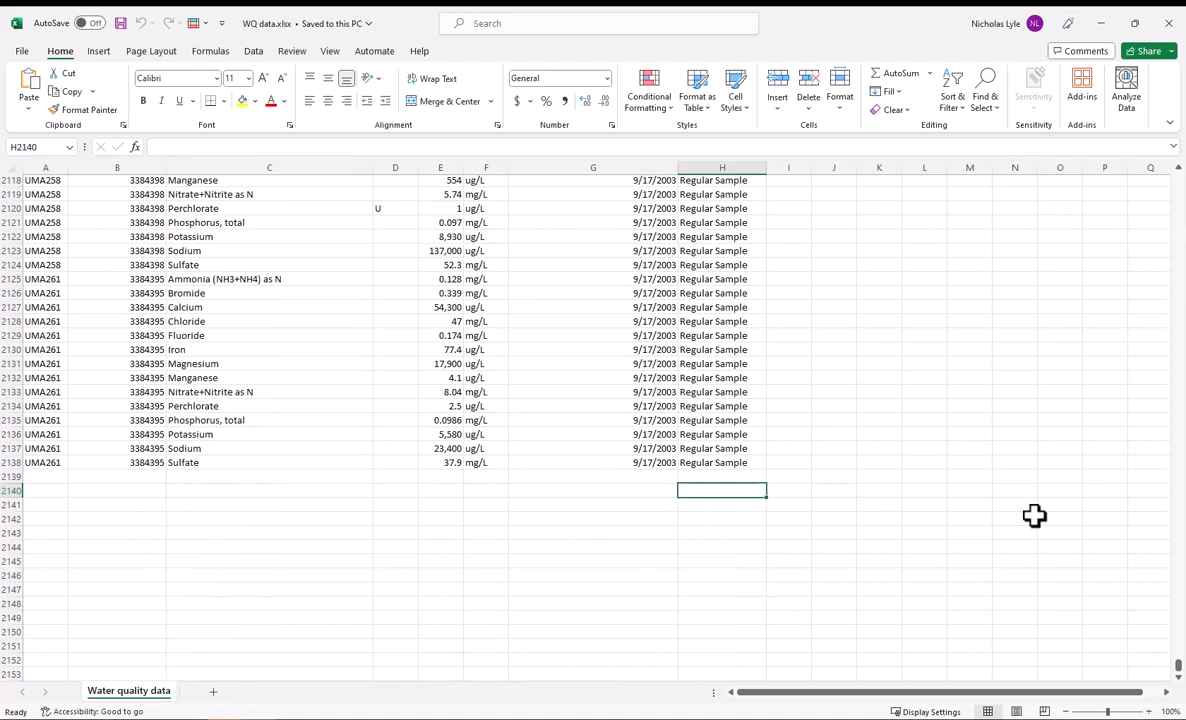 AutoSave Off WQ data.xlsx • Saved to this PC Search Nicholas Lyle NL
File Home Insert Page Layout Formulas Data Review View Automate Help Comments Share
Paste Cut Copy Format Painter Clipboard
Calibri 11 A A B I U A Font
Wrap Text Merge & Center Alignment
General $ % Number
Conditional Formatting Format as Table Cell Styles Styles
Insert Delete Format Cells
AutoSum Fill Clear Sort & Filter Find & Select Editing
Sensitivity Sensitivity
Add-ins Add-ins
Analyze Data
H2140 fx
A B C D E F G H I J K L M N O P Q
2118 UMA258 3384398 Manganese 554 ug/L 9/17/2003 Regular Sample
2119 UMA258 3384398 Nitrate+Nitrite as N 5.74 mg/L 9/17/2003 Regular Sample
2120 UMA258 3384398 Perchlorate U 1 ug/L 9/17/2003 Regular Sample
2121 UMA258 3384398 Phosphorus, total 0.097 mg/L 9/17/2003 Regular Sample
2122 UMA258 3384398 Potassium 8,930 ug/L 9/17/2003 Regular Sample
2123 UMA258 3384398 Sodium 137,000 ug/L 9/17/2003 Regular Sample
2124 UMA258 3384398 Sulfate 52.3 mg/L 9/17/2003 Regular Sample
2125 UMA261 3384395 Ammonia (NH3+NH4) as N 0.128 mg/L 9/17/2003 Regular Sample
2126 UMA261 3384395 Bromide 0.339 mg/L 9/17/2003 Regular Sample
2127 UMA261 3384395 Calcium 54,300 ug/L 9/17/2003 Regular Sample
2128 UMA261 3384395 Chloride 47 mg/L 9/17/2003 Regular Sample
2129 UMA261 3384395 Fluoride 0.174 mg/L 9/17/2003 Regular Sample
2130 UMA261 3384395 Iron 77.4 ug/L 9/17/2003 Regular Sample
2131 UMA261 3384395 Magnesium 17,900 ug/L 9/17/2003 Regular Sample
2132 UMA261 3384395 Manganese 4.1 ug/L 9/17/2003 Regular Sample
2133 UMA261 3384395 Nitrate+Nitrite as N 8.04 mg/L 9/17/2003 Regular Sample
2134 UMA261 3384395 Perchlorate 2.5 ug/L 9/17/2003 Regular Sample
2135 UMA261 3384395 Phosphorus, total 0.0986 mg/L 9/17/2003 Regular Sample
2136 UMA261 3384395 Potassium 5,580 ug/L 9/17/2003 Regular Sample
2137 UMA261 3384395 Sodium 23,400 ug/L 9/17/2003 Regular Sample
2138 UMA261 3384395 Sulfate 37.9 mg/L 9/17/2003 Regular Sample
2139
2140
2141
2142
2143
2144
2145
2146
2147
2148
2149
2150
2151
2152
2153
Water quality data
Ready Accessibility: Good to go Display Settings 100%